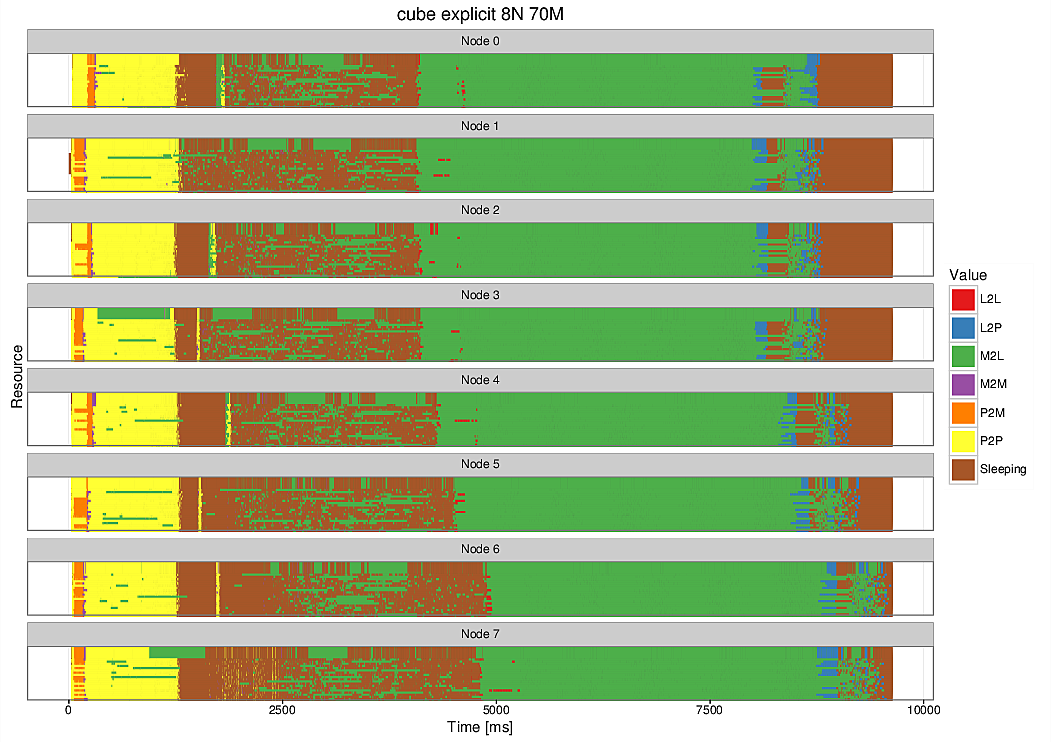 cube explicit 8N 70M
Node 0
Node 1
Node 2
Node 3
Node 4
Node 5
Node 6
Node 7
Resource
0
2500
5000
7500
10000
Time [ms]
Value
L2L
L2P
M2L
M2M
P2M
P2P
Sleeping